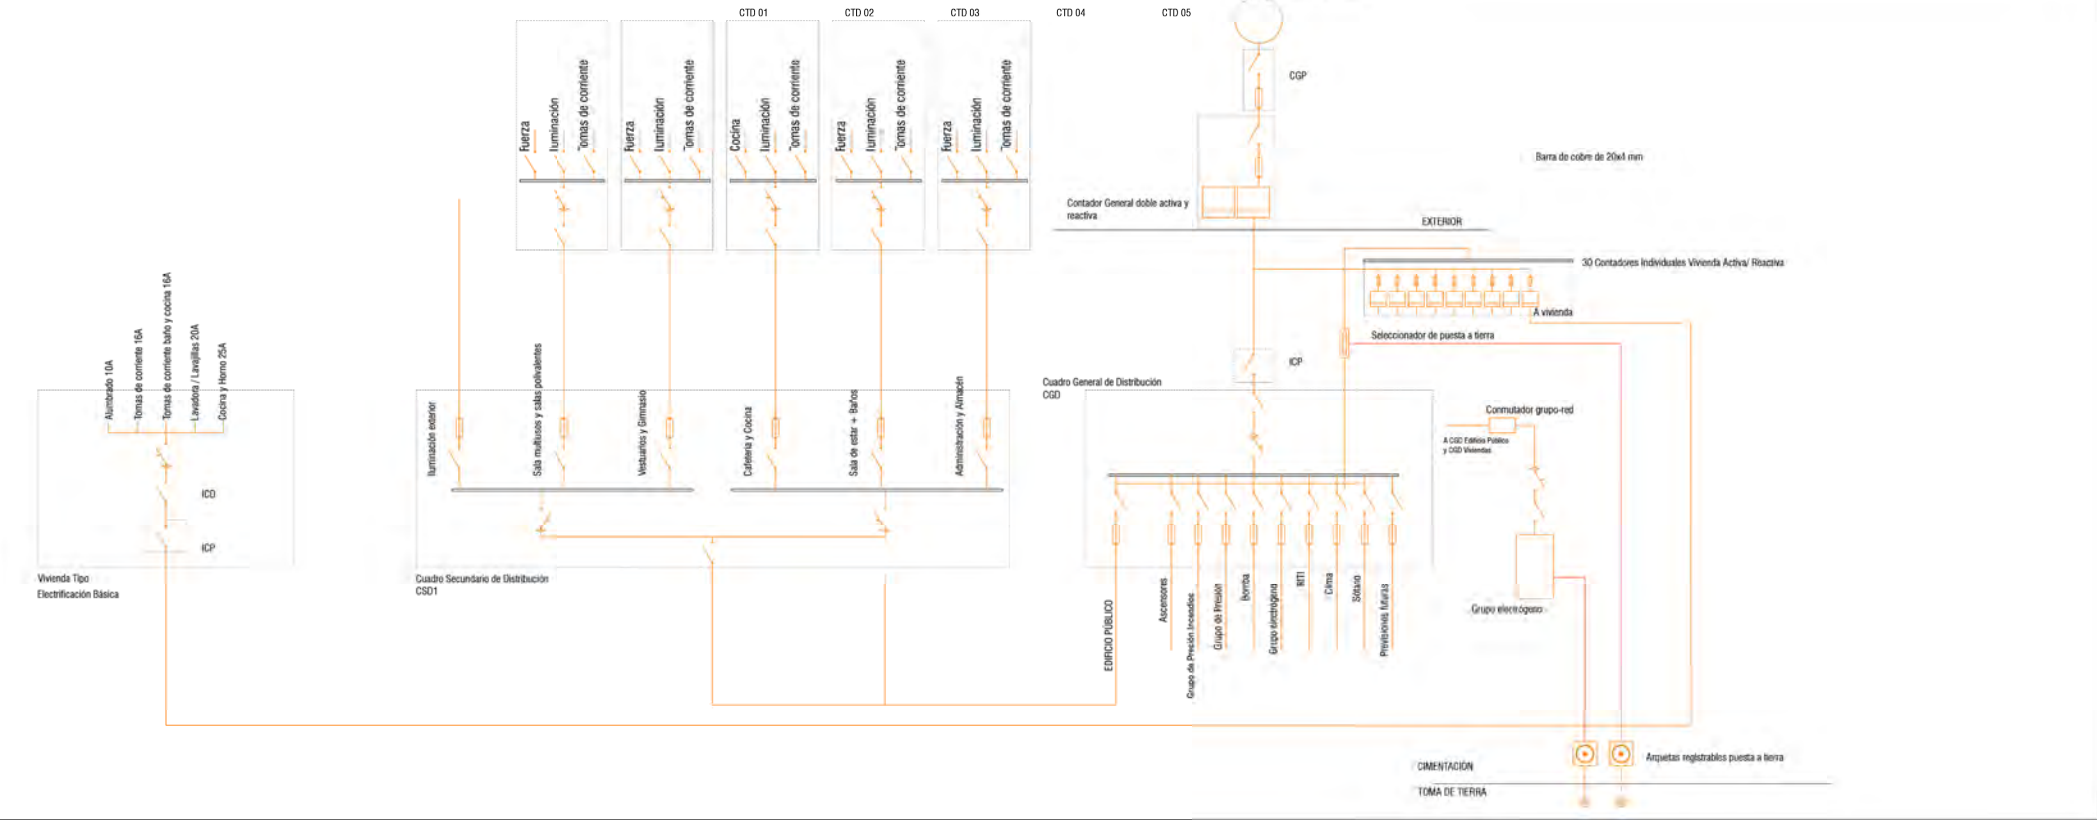 CTD 01
CTD 02
CTD 03
CTD 04
CTD 05
Fuerza
Iluminación
Tomas de corriente
Fuerza
Iluminación
Tomas de corriente
Cocina
Iluminación
Tomas de corriente
Fuerza
Iluminación
Tomas de corriente
Fuerza
Iluminación
Tomas de corriente
CGP
Barra de cobre de 20x4 mm
Contador General doble activa y
reactiva
EXTERIOR
30 Contadores Individuales Vivienda Activa/ Reactiva
A vivienda
Seleccionador de puesta a tierra
ICP
Cuadro General de Distribución
CGD
Conmutador grupo-red
A CGD Edificio Público
y CGD Viviendas
Grupo electrógeno
Alumbrado 10A
Tomas de corriente 16A
Tomas de corriente baño y cocina 16A
Lavadora / Lavajillas 20A
Cocina y Horno 25A
ICD
ICP
Vivienda Tipo
Electrificación Básica
Iluminación exterior
Sala multiusos y salas polivalentes
Vestuarios y Gimnasio
Cafetería y Cocina
Sala de estar + Baños
Administración y Almacén
Cuadro Secundario de Distribución
CSD1
EDIFICIO PÚBLICO
Ascensores
Grupo de Presión Incendios
Grupo de Presión
Bomba
Grupo electrógeno
RITI
Clima
Sótano
Previsiones futuras
Arquetas registrables puesta a tierra
CIMENTACIÓN
TOMA DE TIERRA